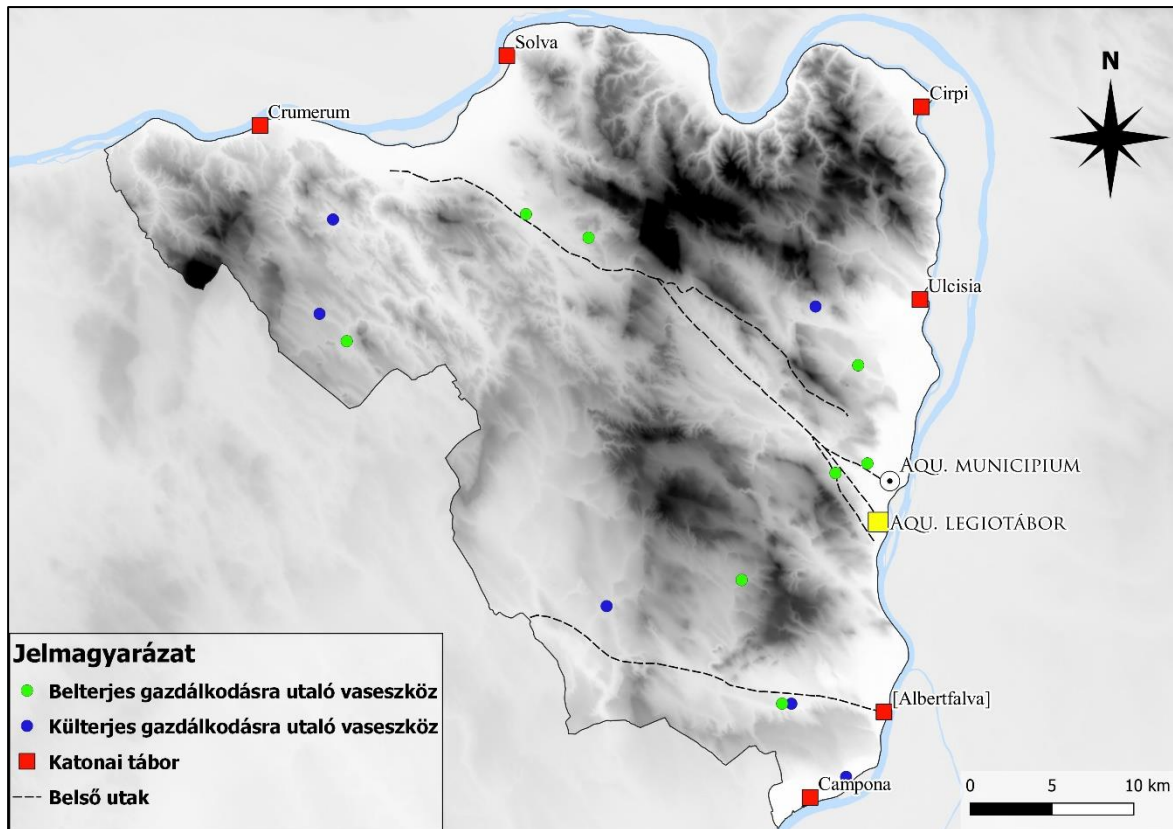 Solva
Cirpi
N
Crumerum
Ulcisia
AQU. MUNICIPIUM
AQU. LEGIOTÁBOR
[Albertfalva]
Campona
Jelmagyarázat
Belterjes gazdálkodásra utaló vaseszköz
Külterjes gazdálkodásra utaló vaseszköz
Katonai tábor
Belső utak
0 5 10 km